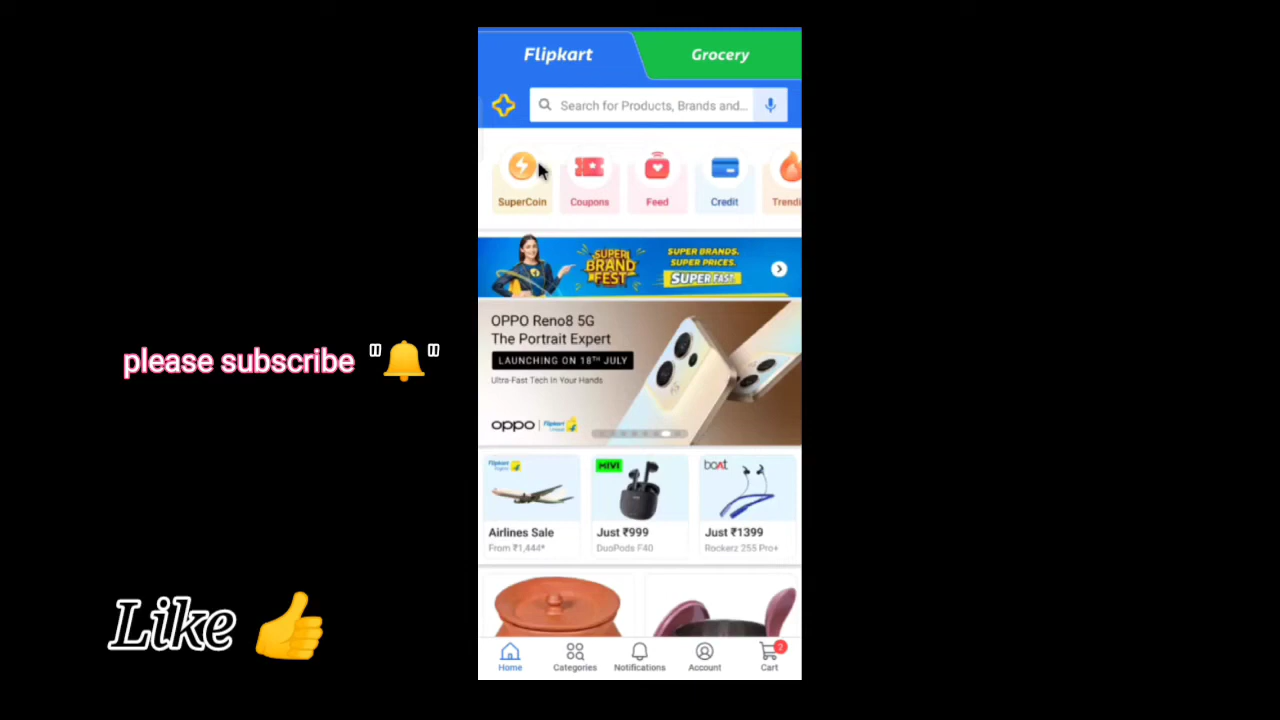 Flipkart
Grocery
Search for Products, Brands and...
SuperCoin
Coupons
Feed
Credit
Trendi
SUPER BRAND FEST
SUPER BRANDS.
SUPER PRICES.
SUPER FAST
OPPO Reno8 5G
The Portrait Expert
LAUNCHING ON 18TH JULY
Ultra-Fast Tech In Your Hands
oppo
Flipkart
Airlines Sale
From ₹1,444*
MIVI
Just ₹999
DuoPods F40
boAt
Just ₹1399
Rockerz 255 Pro+
Home
Categories
Notifications
Account
Cart
please subscribe "🔔"
Like 👍